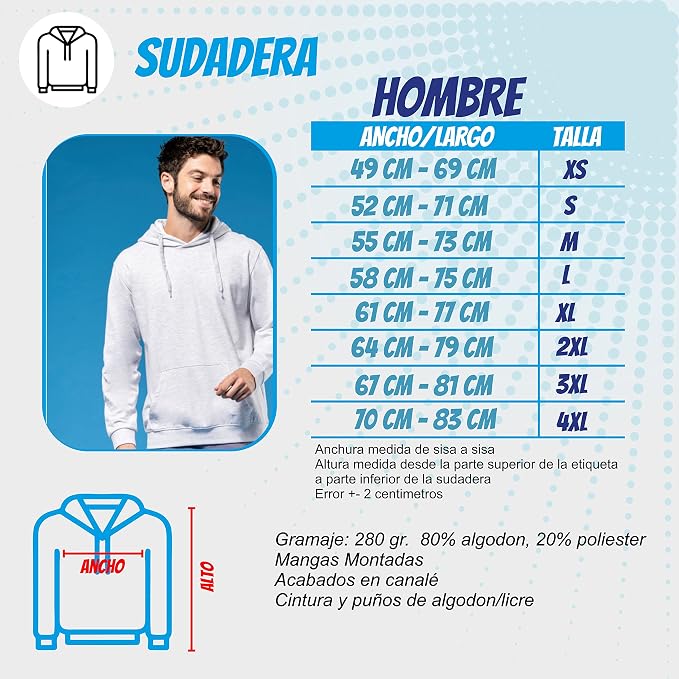 SUDADERA
HOMBRE
ANCHO/LARGO TALLA
49 CM - 69 CM XS
52 CM - 71 CM S
55 CM - 73 CM M
58 CM - 75 CM L
61 CM - 77 CM XL
64 CM - 79 CM 2XL
67 CM - 81 CM 3XL
70 CM - 83 CM 4XL
Anchura medida de sisa a sisa
Altura medida desde la parte superior de la etiqueta
a parte inferior de la sudadera
Error +- 2 centimetros
ANCHO
ALTO
Gramaje: 280 gr. 80% algodon, 20% poliester
Mangas Montadas
Acabados en canalé
Cintura y puños de algodon/licre